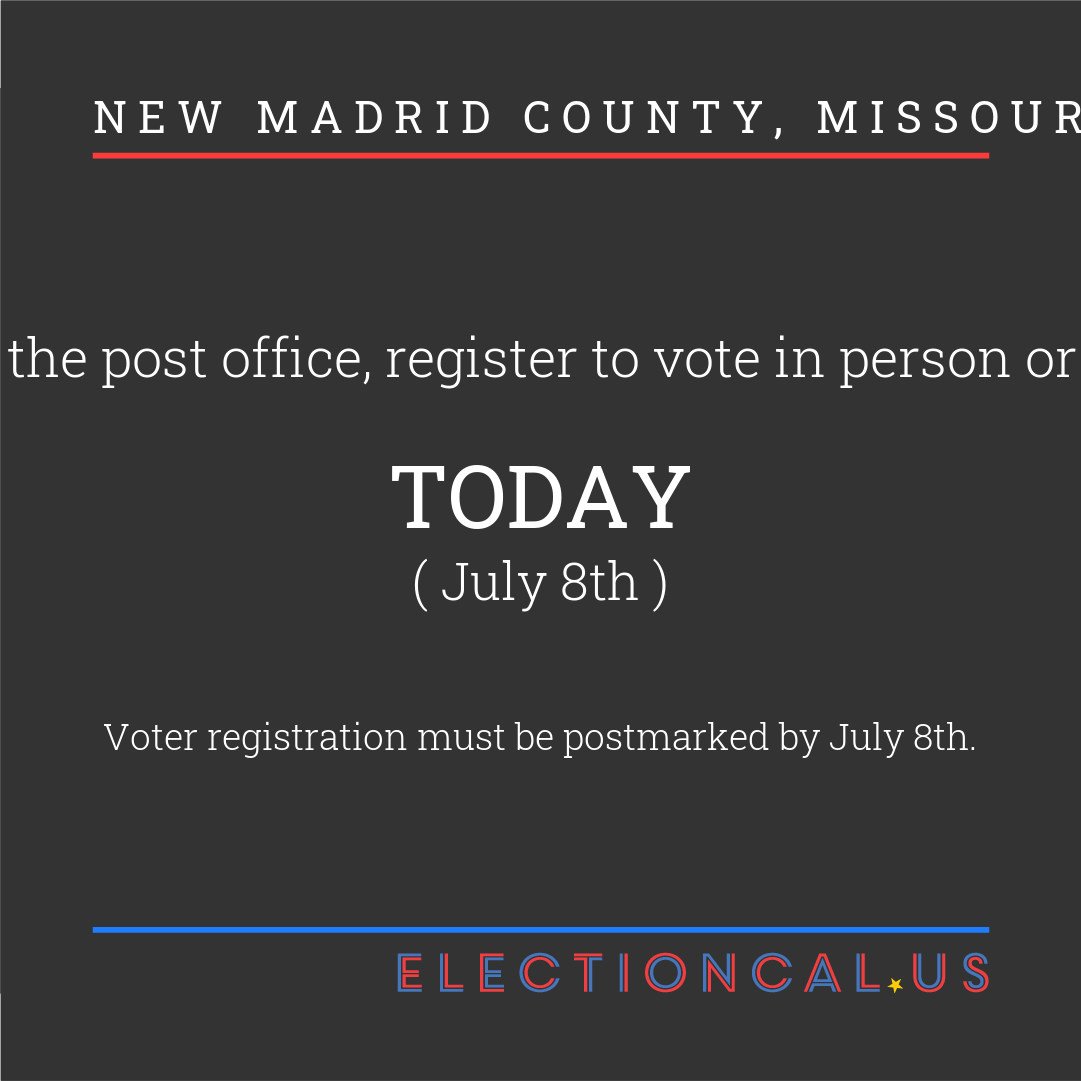 NEW MADRID COUNTY, MISSOUR
the post office, register to vote in person or
TODAY
( July 8th )
Voter registration must be postmarked by July 8th.
ELECTIONCAL.US